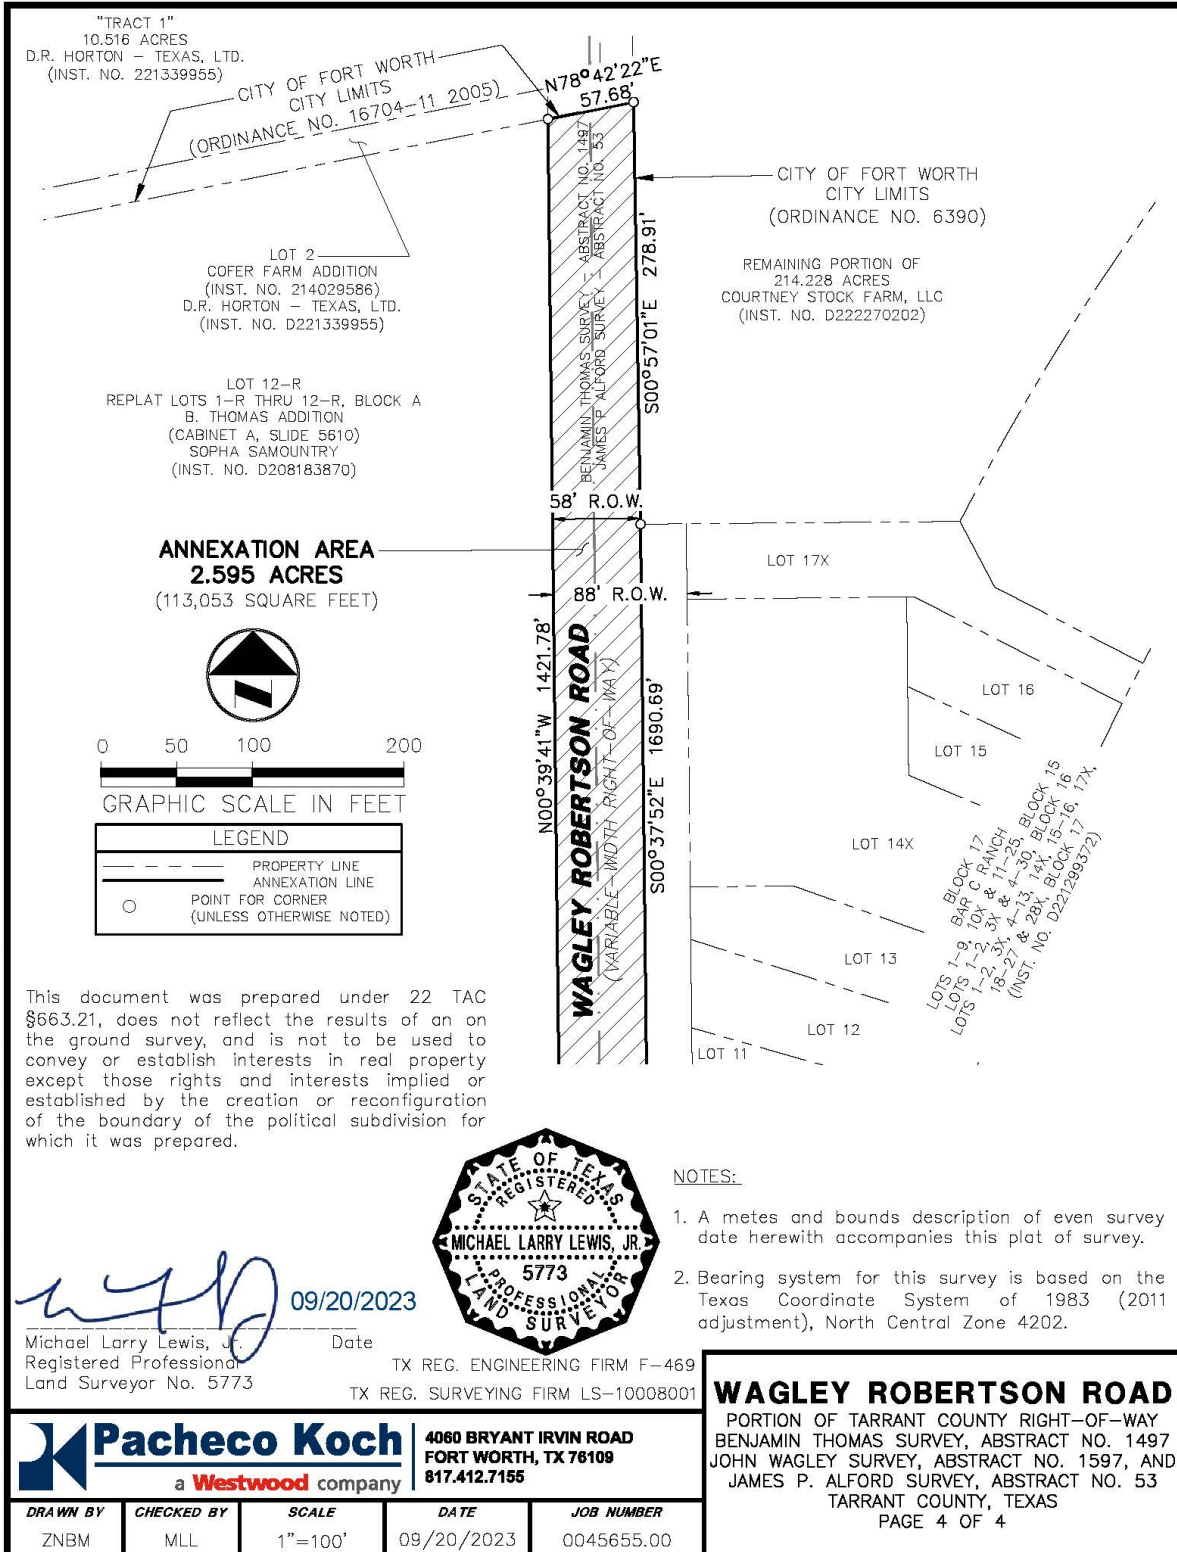 "TRACT 1"
10.516 ACRES
D.R. HORTON – TEXAS, LTD.
(INST. NO. 221339955)
CITY OF FORT WORTH
CITY LIMITS
(ORDINANCE NO. 16704–11 2005)
N78°42'22"E
57.68'
CITY OF FORT WORTH
CITY LIMITS
(ORDINANCE NO. 6390)
BENJAMIN THOMAS SURVEY – ABSTRACT NO. 1497
JAMES P ALFORD SURVEY – ABSTRACT NO. 53
S00°57'01"E 278.91'
LOT 2
COFER FARM ADDITION
(INST. NO. 214029586)
D.R. HORTON – TEXAS, LTD.
(INST. NO. D221339955)
REMAINING PORTION OF
214.228 ACRES
COURTNEY STOCK FARM, LLC
(INST. NO. D222270202)
LOT 12–R
REPLAT LOTS 1–R THRU 12–R, BLOCK A
B. THOMAS ADDITION
(CABINET A, SLIDE 5610)
SOPHA SAMOUNTRY
(INST. NO. D208183870)
58' R.O.W.
ANNEXATION AREA
2.595 ACRES
(113,053 SQUARE FEET)
88' R.O.W.
LOT 17X
LOT 16
LOT 15
LOT 14X
LOT 13
LOT 12
LOT 11
N00°39'41"W 1421.78'
WAGLEY ROBERTSON ROAD
(VARIABLE–WIDTH RIGHT–OF–WAY)
S00°37'52"E 1690.69'
BLOCK 17
BAR C RANCH
LOTS 1–9, 10X & 11–25, BLOCK 15
LOTS 1–2, 3X & 4–30, BLOCK 16
LOTS 1–2, 3X, 4–13, 14X, 15–16, 17X,
18–27 & 28X, BLOCK 17
(INST. NO. D221299372)
0 50 100 200
GRAPHIC SCALE IN FEET
LEGEND
PROPERTY LINE
ANNEXATION LINE
POINT FOR CORNER
(UNLESS OTHERWISE NOTED)
This document was prepared under 22 TAC
§663.21, does not reflect the results of an on
the ground survey, and is not to be used to
convey or establish interests in real property
except those rights and interests implied or
established by the creation or reconfiguration
of the boundary of the political subdivision for
which it was prepared.
STATE OF TEXAS
REGISTERED
MICHAEL LARRY LEWIS, JR.
5773
PROFESSIONAL
LAND SURVEYOR
NOTES:
1. A metes and bounds description of even survey
date herewith accompanies this plat of survey.
2. Bearing system for this survey is based on the
Texas Coordinate System of 1983 (2011
adjustment), North Central Zone 4202.
09/20/2023
Michael Larry Lewis, Jr. Date
Registered Professional
Land Surveyor No. 5773
TX REG. ENGINEERING FIRM F–469
TX REG. SURVEYING FIRM LS–10008001
Pacheco Koch
a Westwood company
4060 BRYANT IRVIN ROAD
FORT WORTH, TX 76109
817.412.7155
WAGLEY ROBERTSON ROAD
PORTION OF TARRANT COUNTY RIGHT–OF–WAY
BENJAMIN THOMAS SURVEY, ABSTRACT NO. 1497
JOHN WAGLEY SURVEY, ABSTRACT NO. 1597, AND
JAMES P. ALFORD SURVEY, ABSTRACT NO. 53
TARRANT COUNTY, TEXAS
PAGE 4 OF 4
DRAWN BY CHECKED BY SCALE DATE JOB NUMBER
ZNBM MLL 1"=100' 09/20/2023 0045655.00